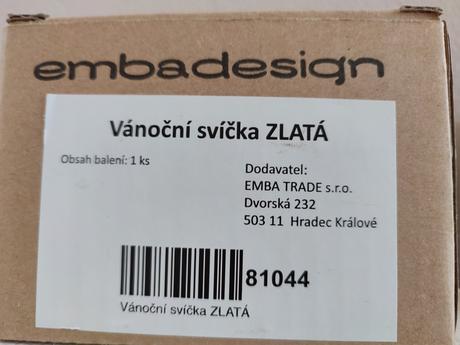 embadesign
Vánoční svíčka ZLATÁ
Obsah balení: 1 ks
Dodavatel:
EMBA TRADE s.r.o.
Dvorská 232
503 11 Hradec Králové
81044
Vánoční svíčka ZLATÁ